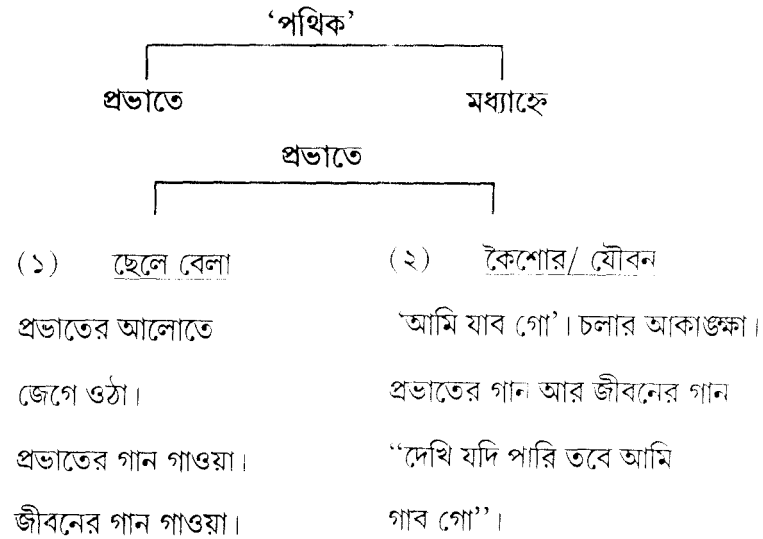 ‘পথিক’
প্রভাতে মধ্যাহ্নে
প্রভাতে
(১) ছেলে বেলা
প্রভাতের আলোতে
জেগে ওঠা।
প্রভাতের গান গাওয়া।
জীবনের গান গাওয়া।
(২) কৈশোর/ যৌবন
‘আমি যাব গো’। চলার আকাঙ্ক্ষা।
প্রভাতের গান আর জীবনের গান
“দেখি যদি পারি তবে আমি
গাব গো”।